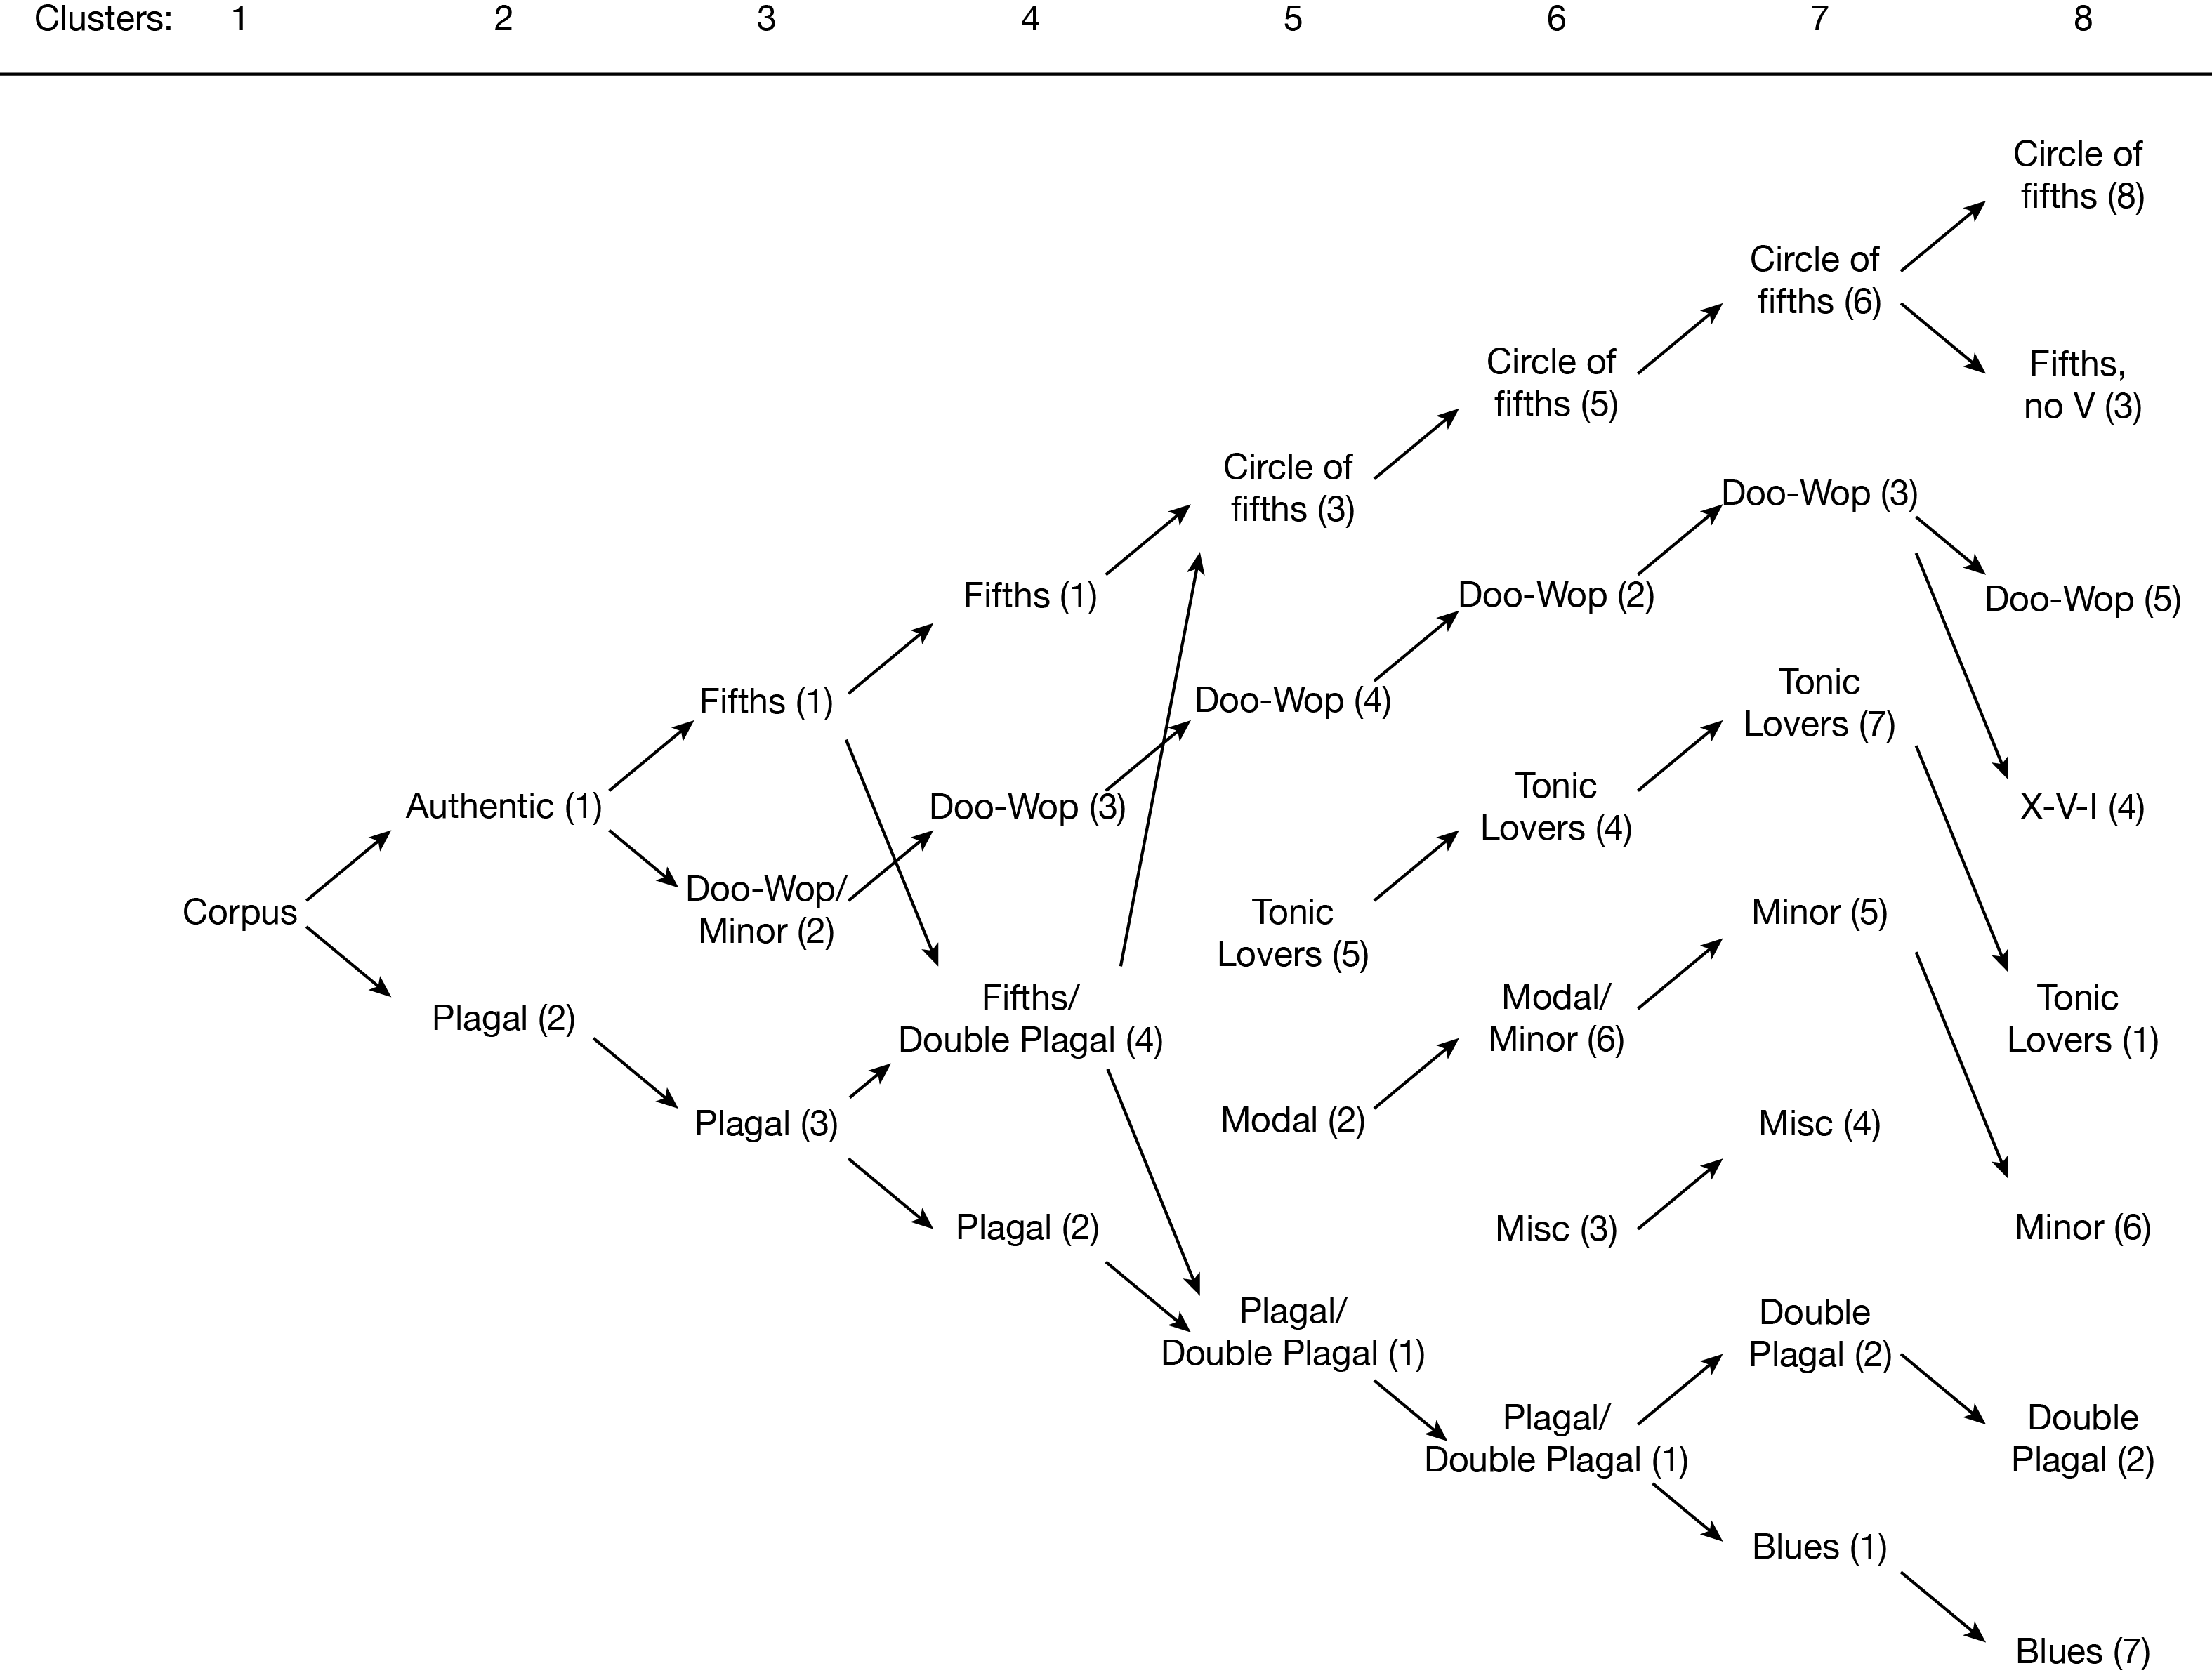 Clusters: 1 2 3 4 5 6 7 8
Corpus
Authentic (1)
Plagal (2)
Fifths (1)
Doo-Wop/
Minor (2)
Plagal (3)
Fifths (1)
Doo-Wop (3)
Fifths/
Double Plagal (4)
Plagal (2)
Circle of
fifths (3)
Doo-Wop (4)
Tonic
Lovers (5)
Modal (2)
Plagal/
Double Plagal (1)
Circle of
fifths (5)
Doo-Wop (2)
Tonic
Lovers (4)
Modal/
Minor (6)
Misc (3)
Plagal/
Double Plagal (1)
Circle of
fifths (6)
Doo-Wop (3)
Tonic
Lovers (7)
Minor (5)
Misc (4)
Double
Plagal (2)
Blues (1)
Circle of
fifths (8)
Fifths,
no V (3)
Doo-Wop (5)
X-V-I (4)
Tonic
Lovers (1)
Minor (6)
Double
Plagal (2)
Blues (7)